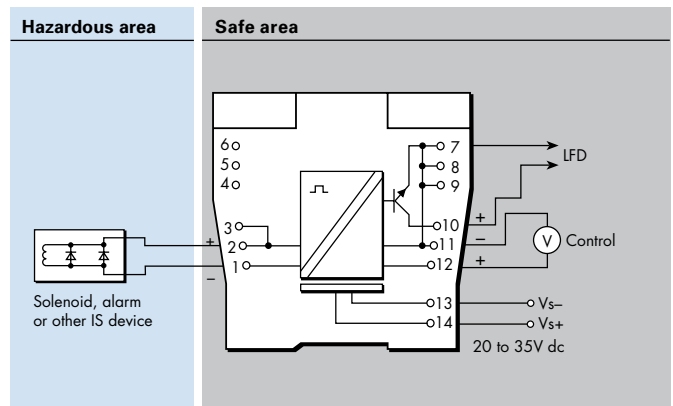 Hazardous area
Safe area
6
5
4
3
2
1
+
–
7
8
9
10
11
12
13
14
+
–
+
LFD
V
Control
Vs–
Vs+
20 to 35V dc
Solenoid, alarm
or other IS device